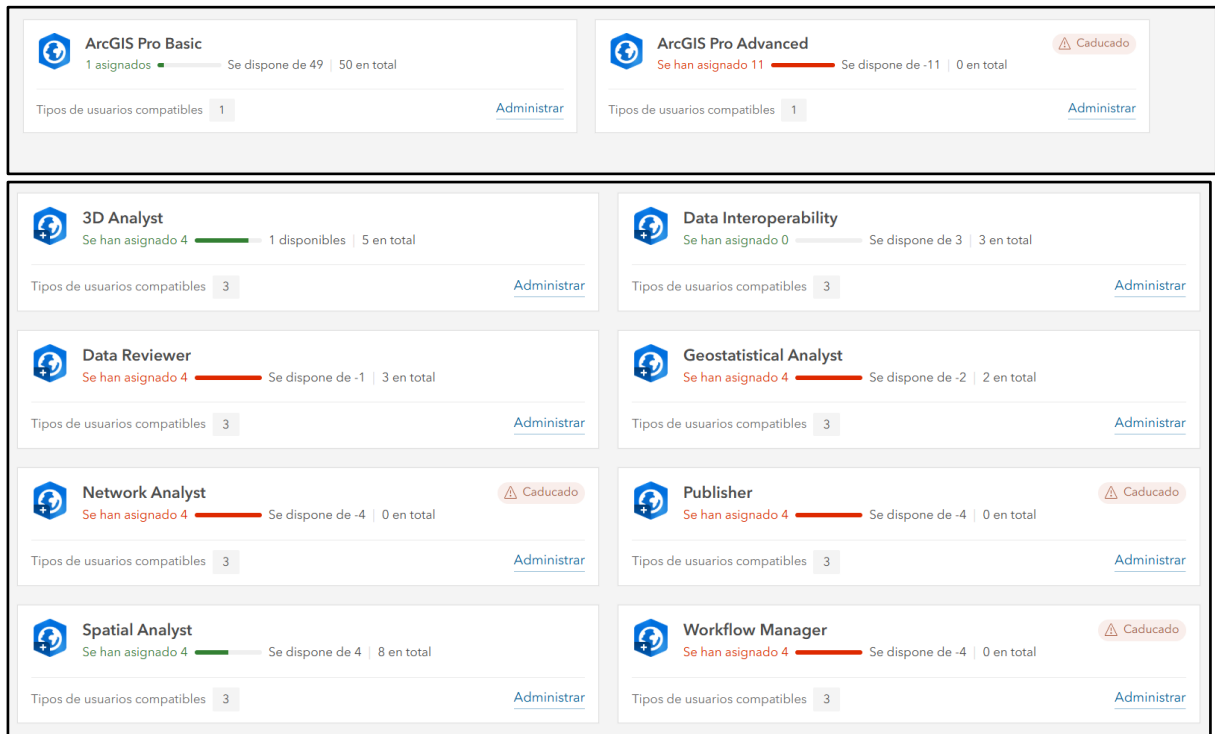 ArcGIS Pro Basic
1 asignados Se dispone de 49 | 50 en total
Tipos de usuarios compatibles 1 Administrar
ArcGIS Pro Advanced Caducado
Se han asignado 11 Se dispone de -11 | 0 en total
Tipos de usuarios compatibles 1 Administrar
3D Analyst
Se han asignado 4 1 disponibles | 5 en total
Tipos de usuarios compatibles 3 Administrar
Data Interoperability
Se han asignado 0 Se dispone de 3 | 3 en total
Tipos de usuarios compatibles 3 Administrar
Data Reviewer
Se han asignado 4 Se dispone de -1 | 3 en total
Tipos de usuarios compatibles 3 Administrar
Geostatistical Analyst
Se han asignado 4 Se dispone de -2 | 2 en total
Tipos de usuarios compatibles 3 Administrar
Network Analyst Caducado
Se han asignado 4 Se dispone de -4 | 0 en total
Tipos de usuarios compatibles 3 Administrar
Publisher Caducado
Se han asignado 4 Se dispone de -4 | 0 en total
Tipos de usuarios compatibles 3 Administrar
Spatial Analyst
Se han asignado 4 Se dispone de 4 | 8 en total
Tipos de usuarios compatibles 3 Administrar
Workflow Manager Caducado
Se han asignado 4 Se dispone de -4 | 0 en total
Tipos de usuarios compatibles 3 Administrar